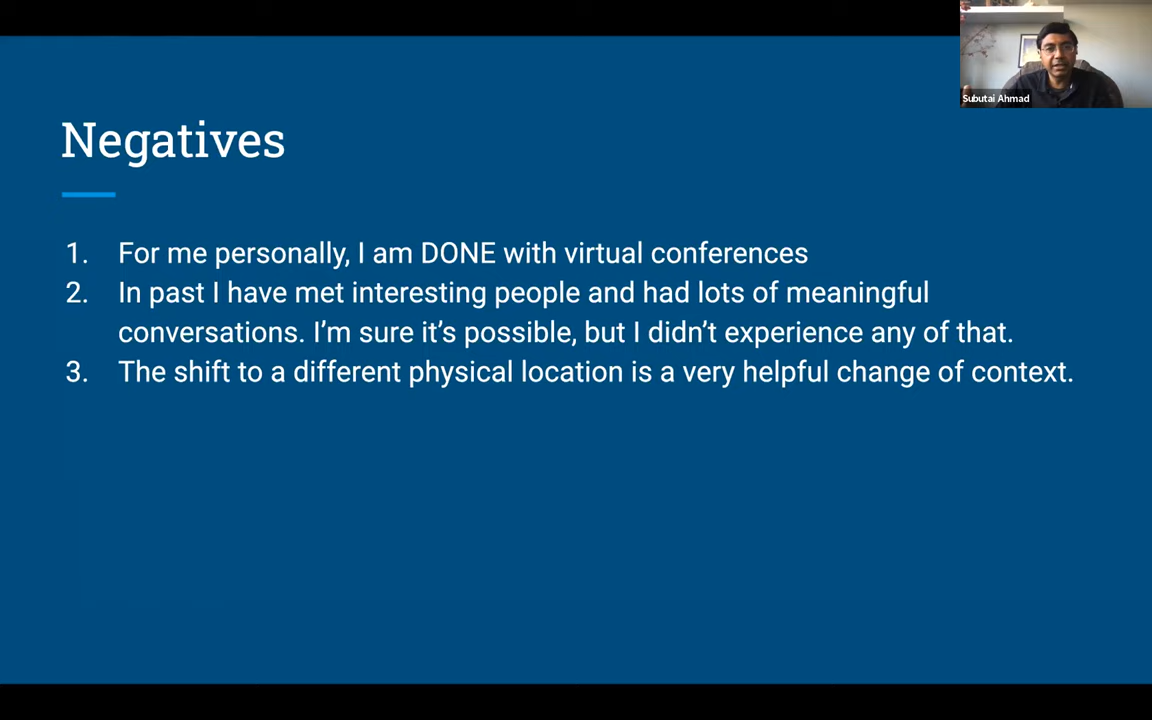 Subutai Ahmad
Negatives
1. For me personally, I am DONE with virtual conferences
2. In past I have met interesting people and had lots of meaningful
conversations. I’m sure it’s possible, but I didn’t experience any of that.
3. The shift to a different physical location is a very helpful change of context.